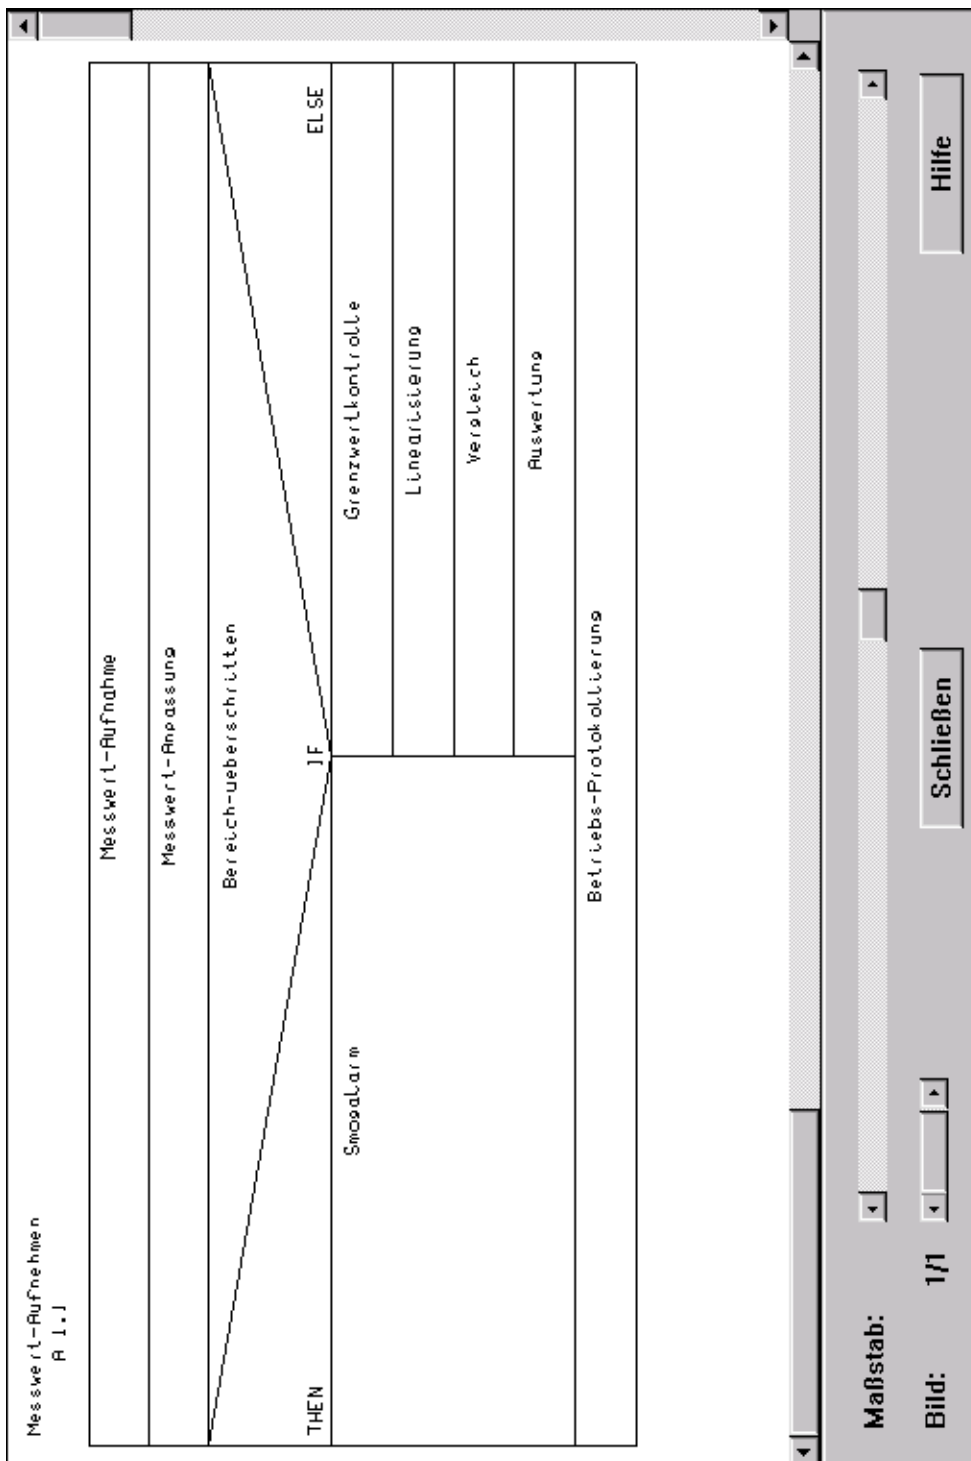 Messwert-Aufnehmen
A 1.1
Messwert-Aufnahme
Messwert-Anpassung
Bereich-ueberschritten
THEN IF ELSE
Smogalarm Grenzwertkontrolle
Linearisierung
Vergleich
Auswertung
Betriebs-Protokollierung
Maßstab:
Bild: 1/1 Schließen Hilfe